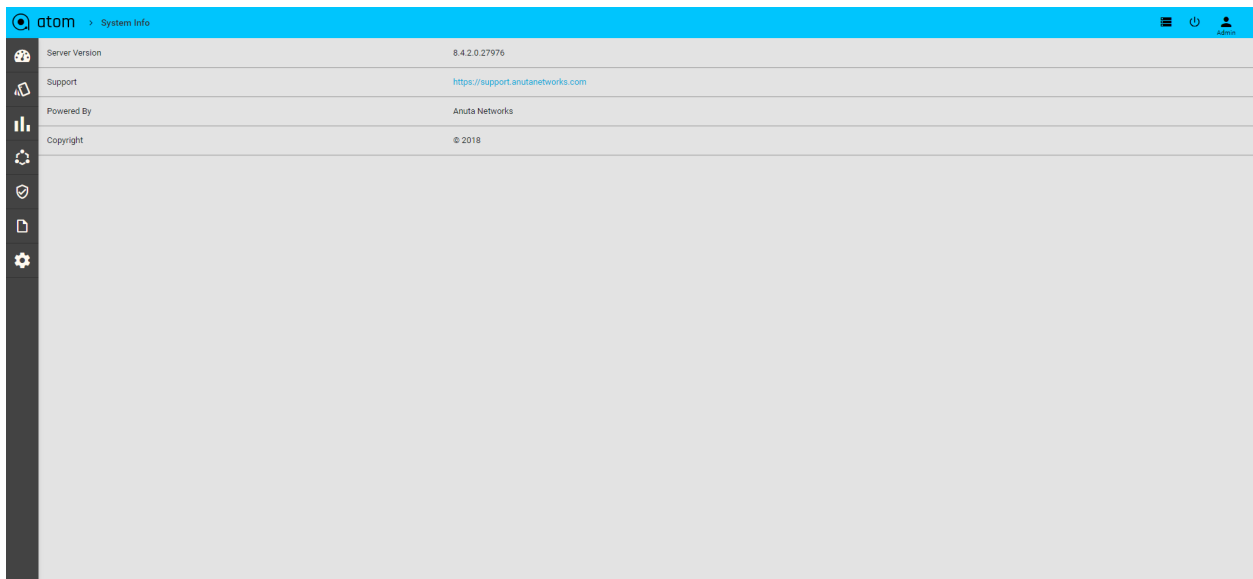 atom > System Info
Admin
Server Version 8.4.2.0.27976
Support https://support.anutanetworks.com
Powered By Anuta Networks
Copyright © 2018